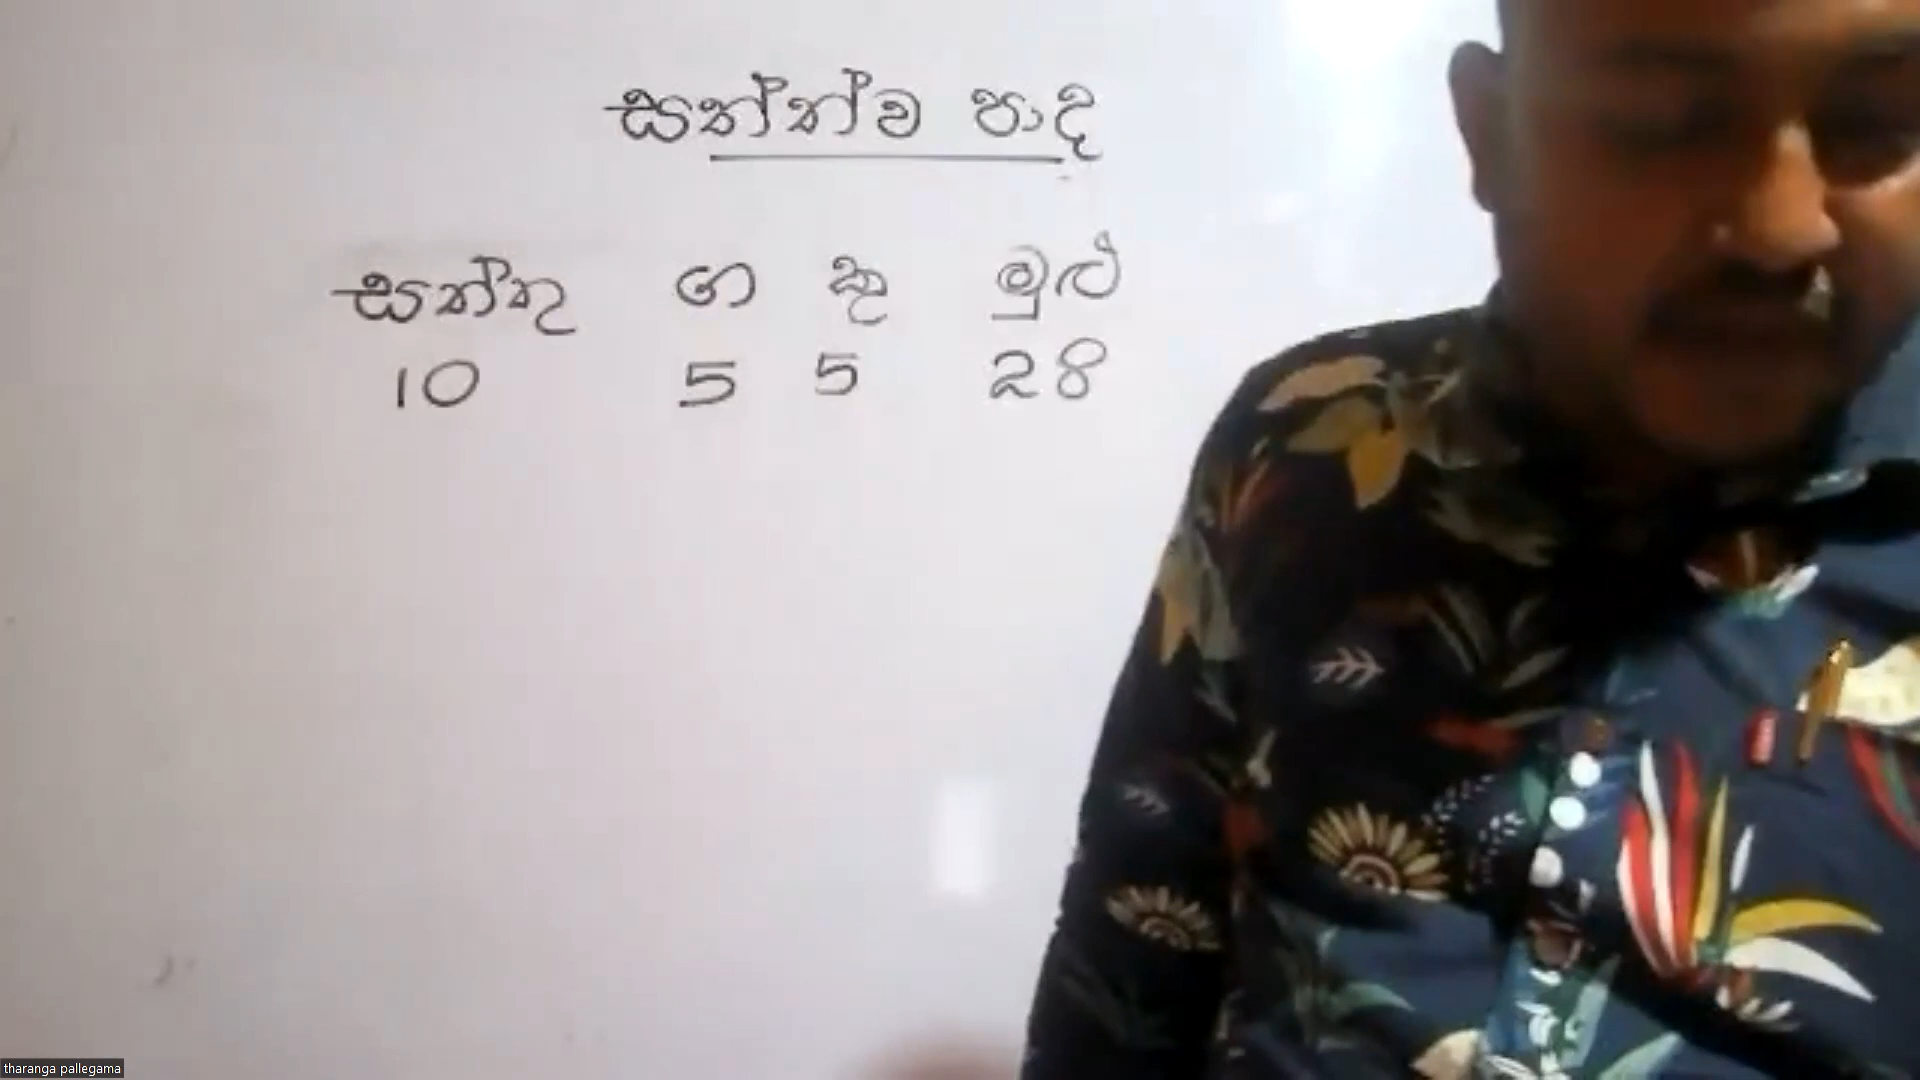 සත්ත්ව පාද
සත්තු ග ක මුළු
10 5 5 28
tharanga pallegama